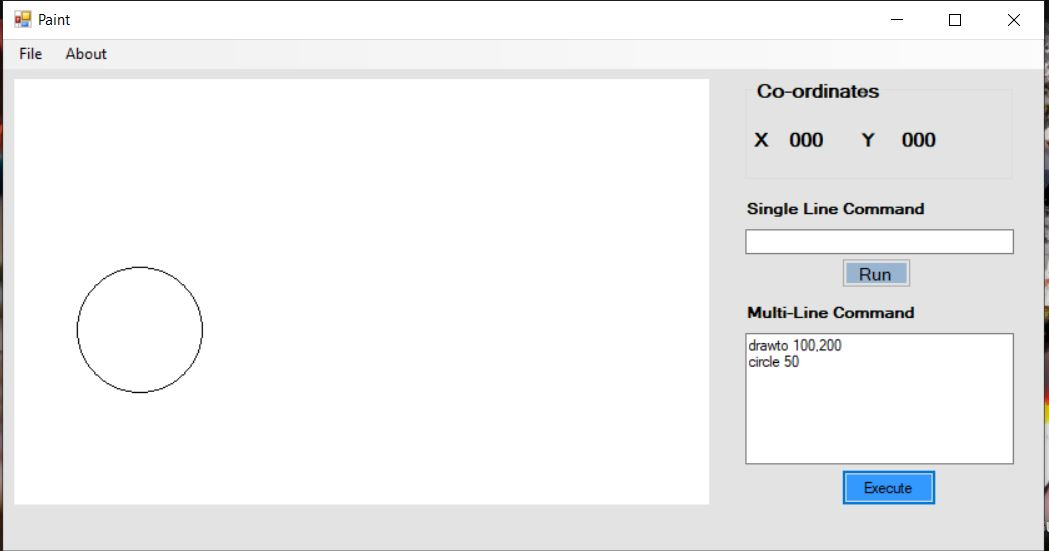 Paint
File About
Co-ordinates
X 000 Y 000
Single Line Command
Run
Multi-Line Command
drawto 100,200
circle 50
Execute